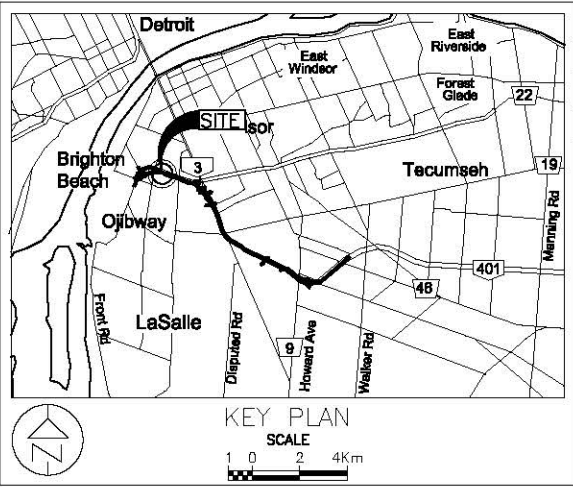 Detroit
East
Windsor
East
Riverside
Forest
Glade
22
SITE
sor
3
Brighton
Beach
Tecumseh
19
Manning Rd
Ojibway
401
46
Front Rd
LaSalle
Disputed Rd
9
Howard Ave
Walker Rd
KEY PLAN
SCALE
1 0 2 4Km
N